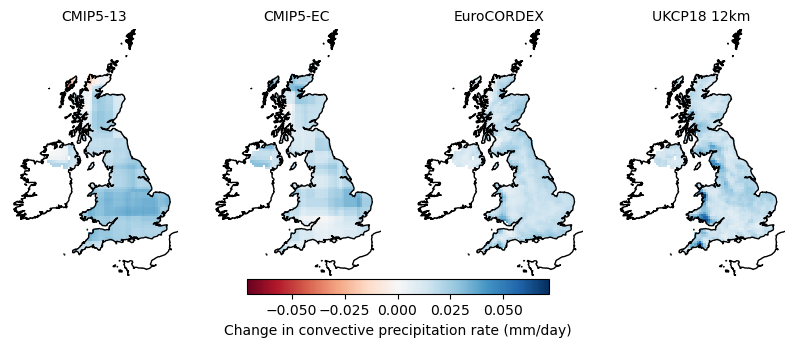 CMIP5-13 CMIP5-EC EuroCORDEX UKCP18 12km
−0.050 −0.025 0.000 0.025 0.050
Change in convective precipitation rate (mm/day)